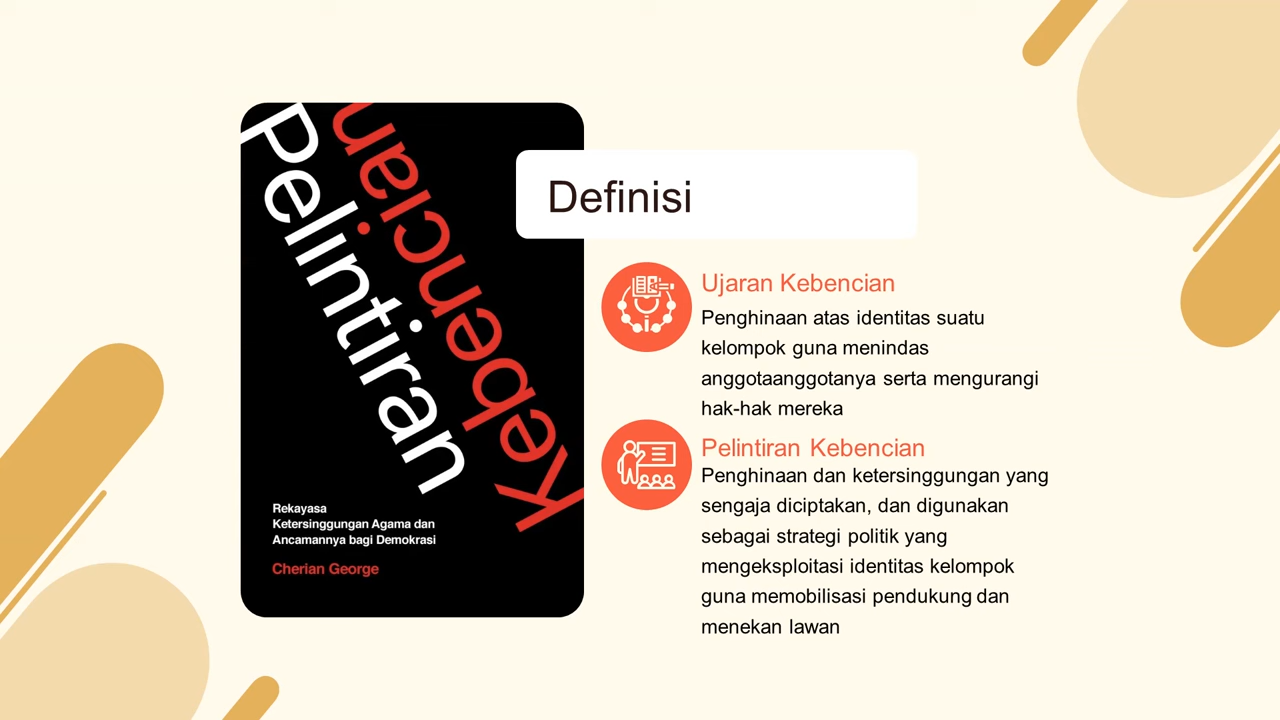 Pelintiran
Kebencian
Rekayasa
Ketersinggungan Agama dan
Ancamannya bagi Demokrasi
Cherian George
Definisi
Ujaran Kebencian
Penghinaan atas identitas suatu
kelompok guna menindas
anggotaanggotanya serta mengurangi
hak-hak mereka
Pelintiran Kebencian
Penghinaan dan ketersinggungan yang
sengaja diciptakan, dan digunakan
sebagai strategi politik yang
mengeksploitasi identitas kelompok
guna memobilisasi pendukung dan
menekan lawan